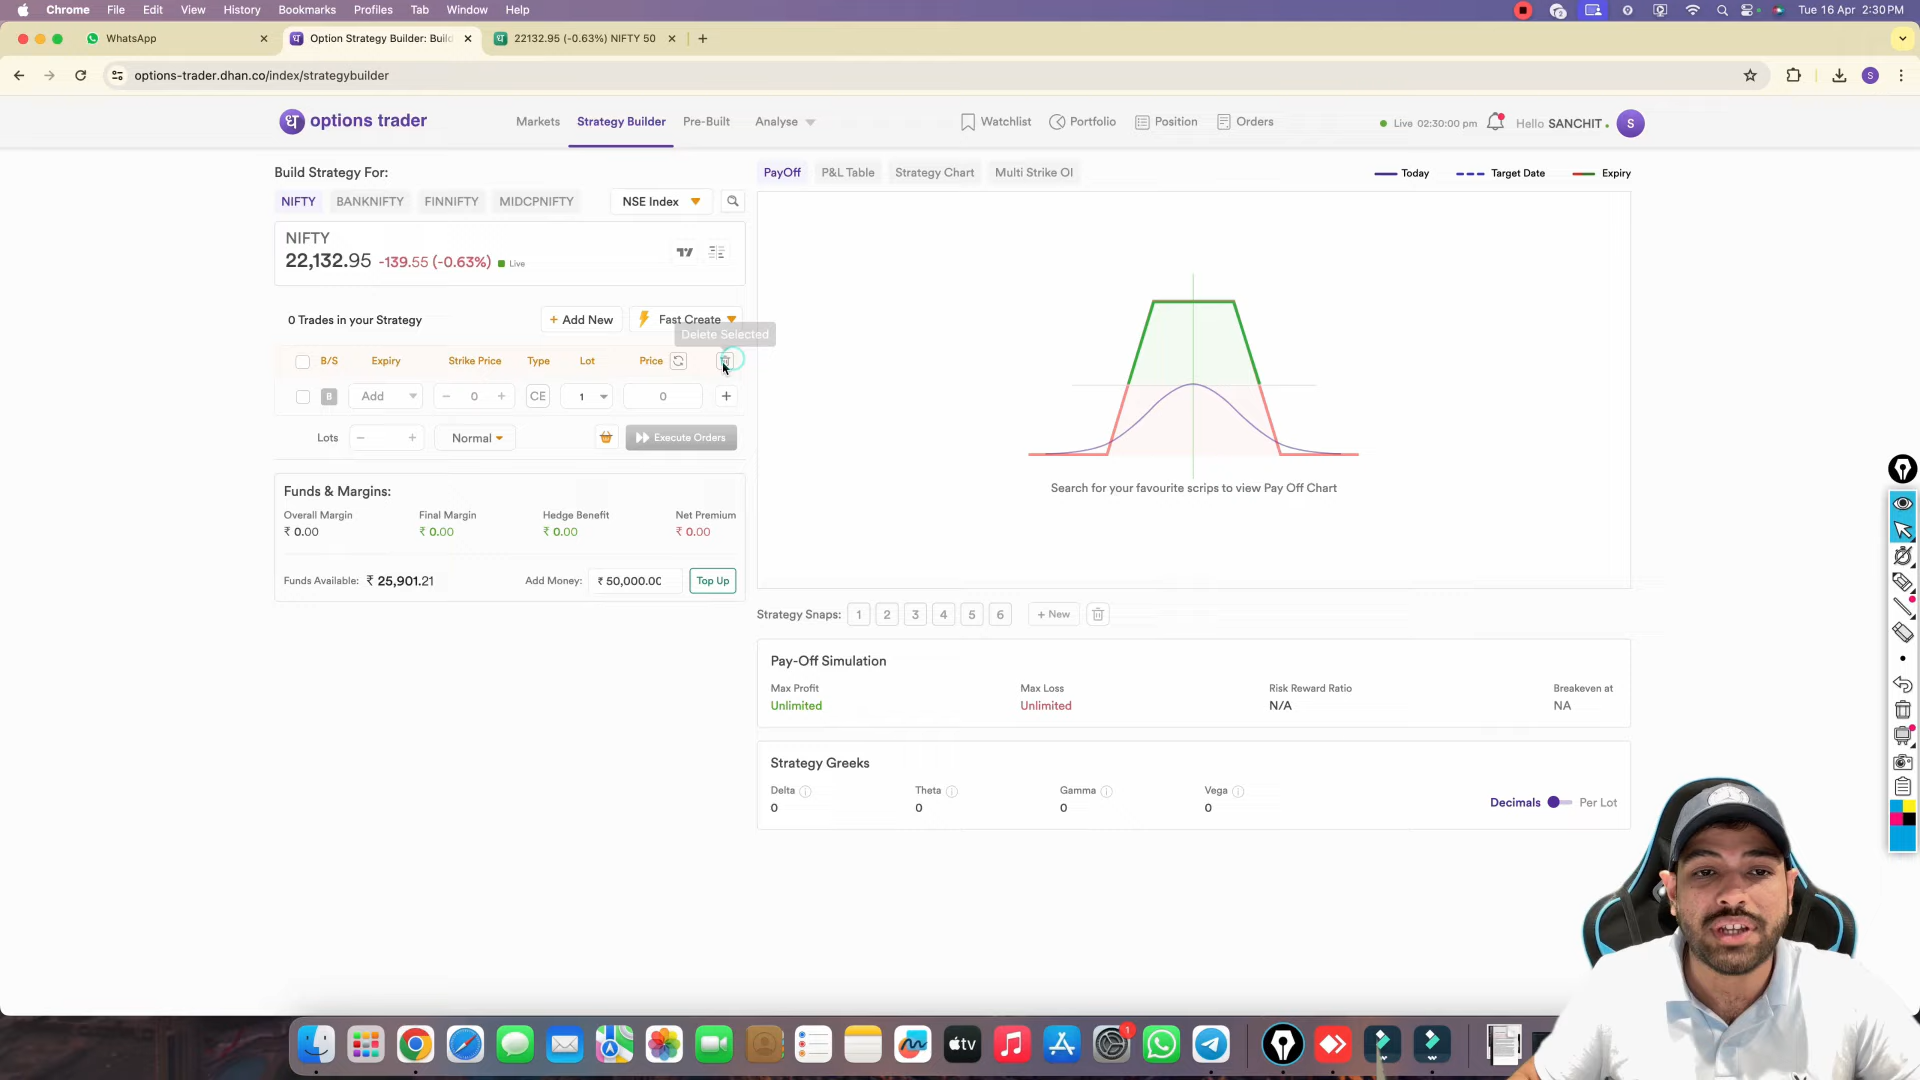 Chrome File Edit View History Bookmarks Profiles Tab Window Help
2 Tue 16 Apr 2:30 PM
WhatsApp
Option Strategy Builder: Buil
22132.95 (-0.63%) NIFTY 50
options-trader.dhan.co/index/strategybuilder
S
options trader
Markets Strategy Builder Pre-Built Analyse
Watchlist Portfolio Position Orders
Live 02:30:00 pm
Hello SANCHIT
S
Build Strategy For:
NIFTY BANKNIFTY FINNIFTY MIDCPNIFTY
NSE Index
NIFTY
22,132.95 -139.55 (-0.63%) Live
0 Trades in your Strategy
+ Add New
Fast Create
Delete Selected
B/S Expiry Strike Price Type Lot Price
B Add − 0 + CE 1 0 +
Lots − + Normal Execute Orders
Funds & Margins:
Overall Margin Final Margin Hedge Benefit Net Premium
₹ 0.00 ₹ 0.00 ₹ 0.00 ₹ 0.00
Funds Available: ₹ 25,901.21 Add Money: ₹ 50,000.00 Top Up
PayOff P&L Table Strategy Chart Multi Strike OI
Today Target Date Expiry
Search for your favourite scrips to view Pay Off Chart
Strategy Snaps: 1 2 3 4 5 6 + New
Pay-Off Simulation
Max Profit Max Loss Risk Reward Ratio Breakeven at
Unlimited Unlimited N/A NA
Strategy Greeks
Delta Theta Gamma Vega
0 0 0 0
Decimals Per Lot
tv
1